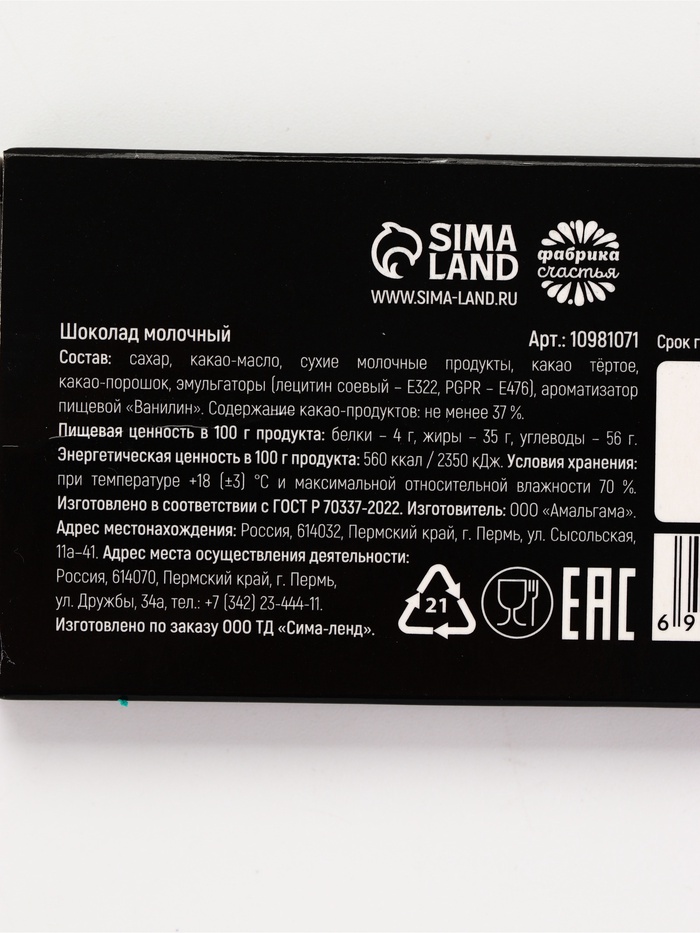 SIMA
LAND
WWW.SIMA-LAND.RU
фабрика
счастья
Шоколад молочный
Арт.: 10981071
Срок г
Состав: сахар, какао-масло, сухие молочные продукты, какао тёртое,
какао-порошок, эмульгаторы (лецитин соевый – Е322, PGPR – Е476), ароматизатор
пищевой «Ванилин». Содержание какао-продуктов: не менее 37 %.
Пищевая ценность в 100 г продукта: белки – 4 г, жиры – 35 г, углеводы – 56 г.
Энергетическая ценность в 100 г продукта: 560 ккал / 2350 кДж. Условия хранения:
при температуре +18 (±3) °С и максимальной относительной влажности 70 %.
Изготовлено в соответствии с ГОСТ Р 70337-2022. Изготовитель: ООО «Амальгама».
Адрес местонахождения: Россия, 614032, Пермский край, г. Пермь, ул. Сысольская,
11а–41. Адрес места осуществления деятельности:
Россия, 614070, Пермский край, г. Пермь,
ул. Дружбы, 34а, тел.: +7 (342) 23-444-11.
Изготовлено по заказу ООО ТД «Сима-ленд».
21
EAC
6 9